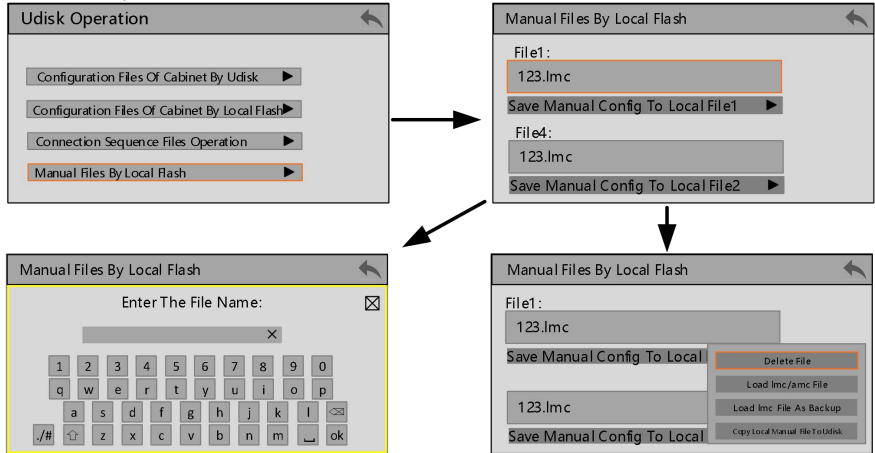 Udisk Operation
Configuration Files Of Cabinet By Udisk
Configuration Files Of Cabinet By Local Flash
Connection Sequence Files Operation
Manual Files By Local Flash
Manual Files By Local Flash
File1:
123.lmc
Save Manual Config To Local File1
File4:
123.lmc
Save Manual Config To Local File2
Manual Files By Local Flash
Enter The File Name:
1 2 3 4 5 6 7 8 9 0
q w e r t y u i o p
a s d f g h j k l
./# z x c v b n m ok
Manual Files By Local Flash
File1:
123.lmc
Save Manual Config To Local
123.lmc
Save Manual Config To Local
Delete File
Load lmc/amc File
Load lmc File As Backup
Copy Local Manual File To Udisk